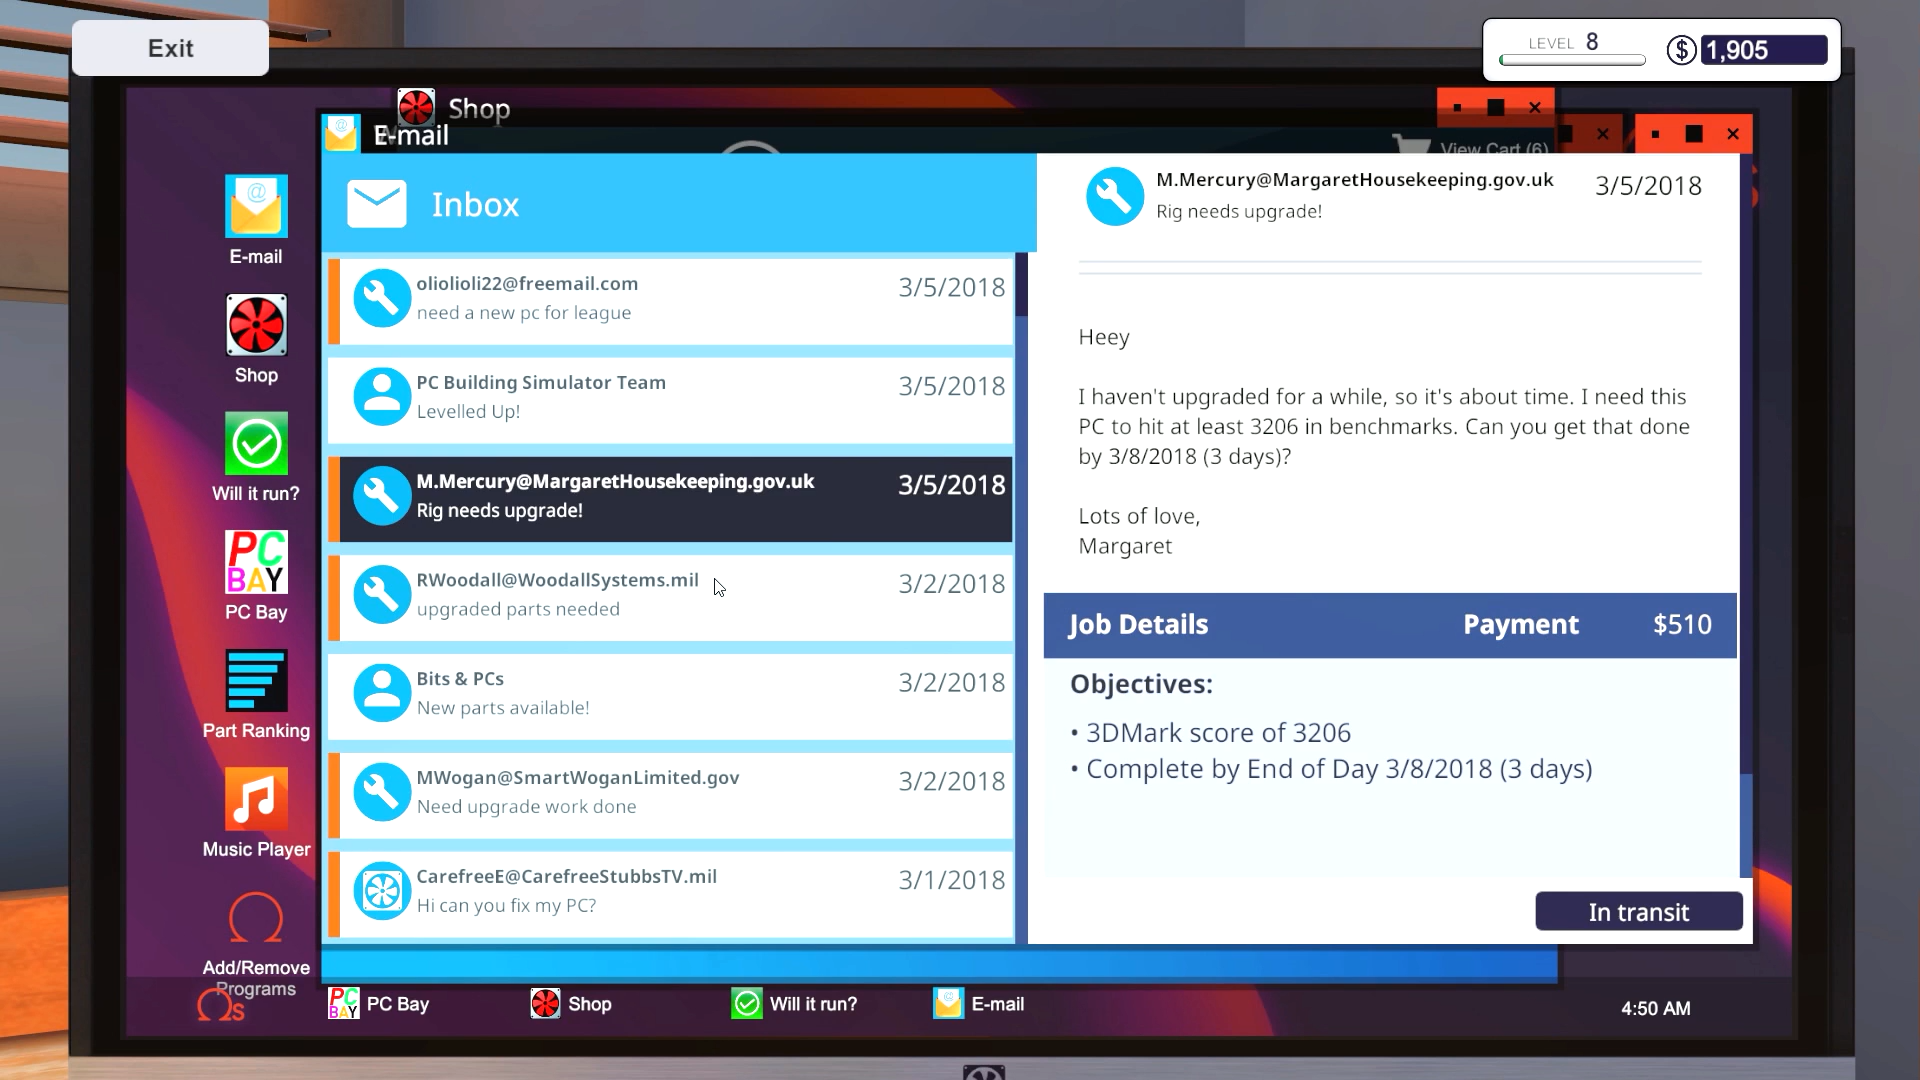 Exit
LEVEL 8
$ 1,905
Shop
E-mail
View Cart (6)
E-mail
Shop
Will it run?
PC
BAY
PC Bay
Part Ranking
Music Player
Add/Remove
Programs
Inbox
oliolioli22@freemail.com
3/5/2018
need a new pc for league
PC Building Simulator Team
3/5/2018
Levelled Up!
M.Mercury@MargaretHousekeeping.gov.uk
3/5/2018
Rig needs upgrade!
RWoodall@WoodallSystems.mil
3/2/2018
upgraded parts needed
Bits & PCs
3/2/2018
New parts available!
MWogan@SmartWoganLimited.gov
3/2/2018
Need upgrade work done
CarefreeE@CarefreeStubbsTV.mil
3/1/2018
Hi can you fix my PC?
M.Mercury@MargaretHousekeeping.gov.uk
3/5/2018
Rig needs upgrade!
Heey
I haven't upgraded for a while, so it's about time. I need this
PC to hit at least 3206 in benchmarks. Can you get that done
by 3/8/2018 (3 days)?
Lots of love,
Margaret
Job Details Payment $510
Objectives:
• 3DMark score of 3206
• Complete by End of Day 3/8/2018 (3 days)
In transit
Ωs
PC
BAY
PC Bay
Shop
Will it run?
E-mail
4:50 AM